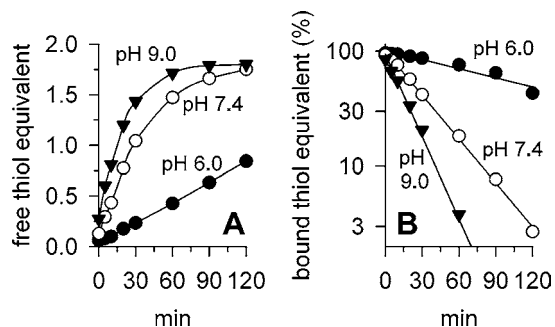 free thiol equivalent
2.0
1.5
1.0
0.5
0.0
pH 9.0
pH 7.4
pH 6.0
A
0 30 60 90 120
min
bound thiol equivalent (%)
100
30
10
3
pH 6.0
pH 7.4
pH
9.0
B
0 30 60 90 120
min